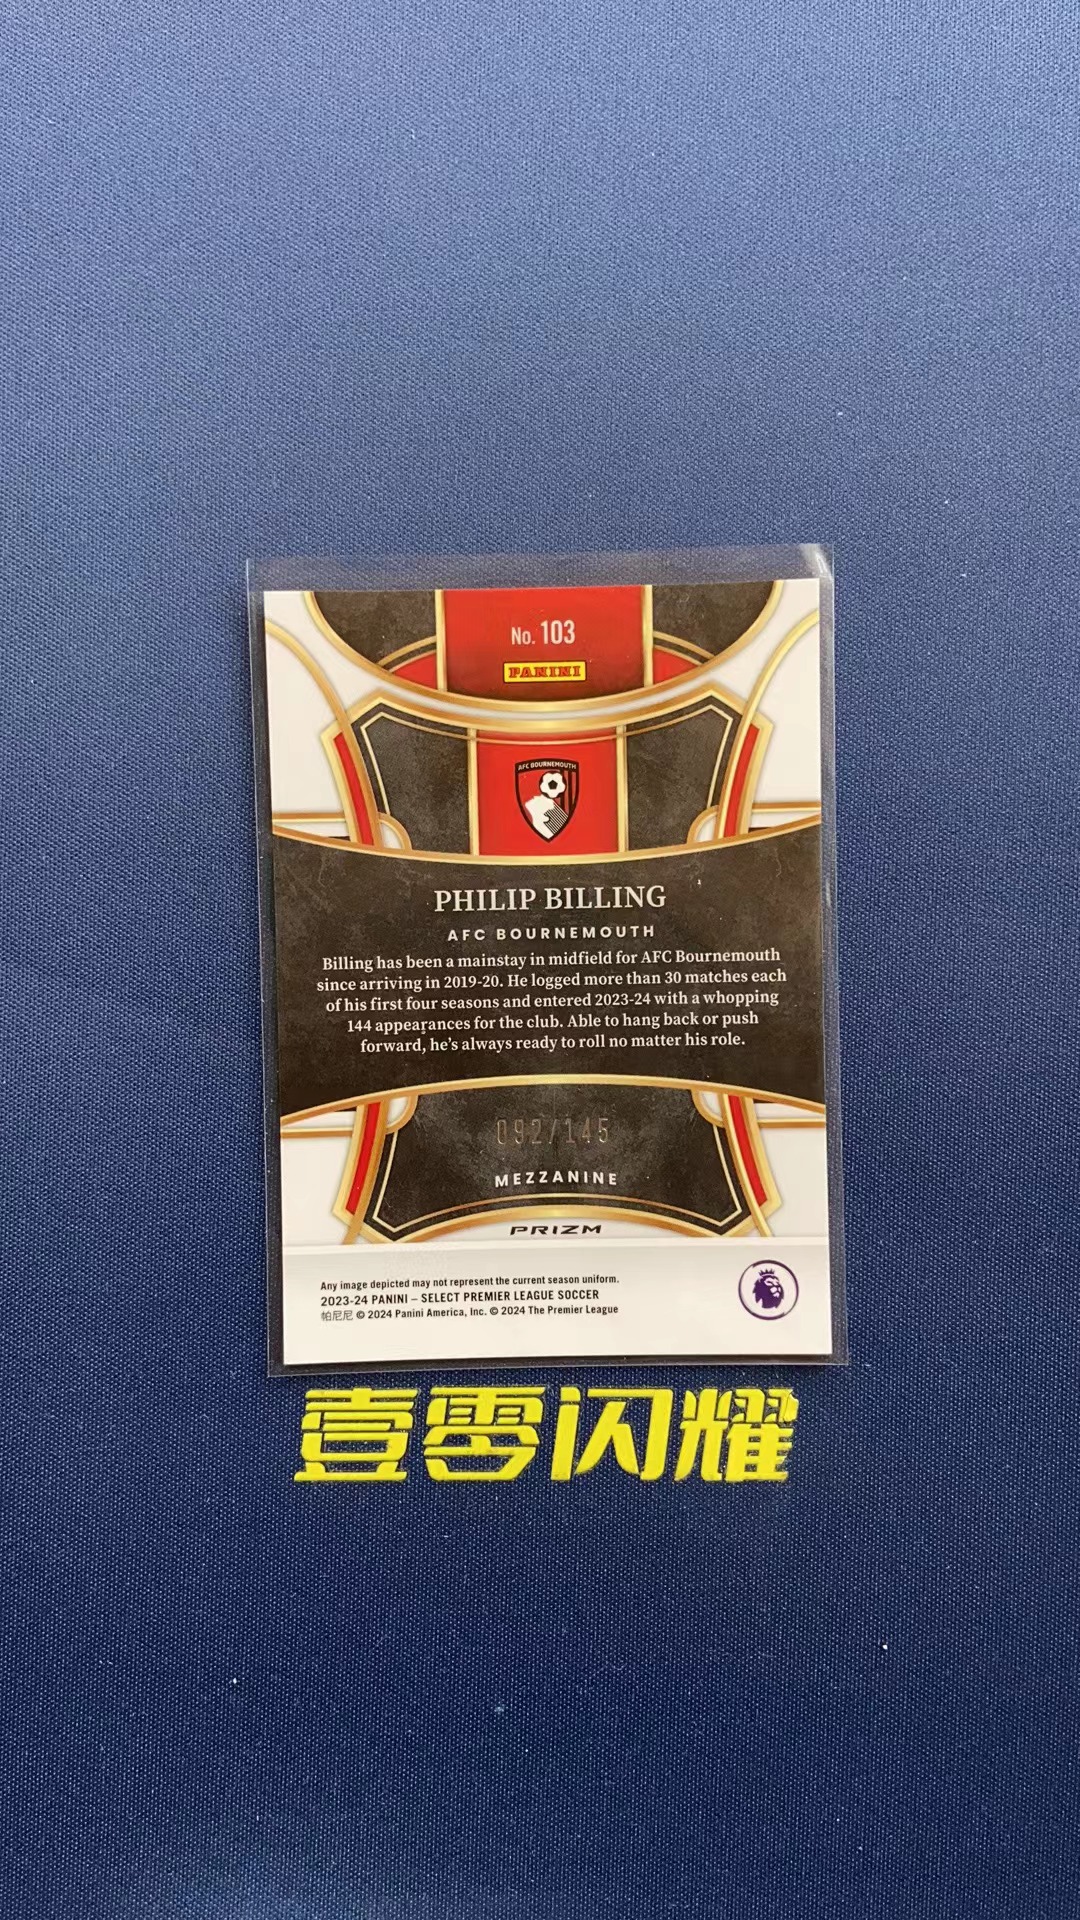 No. 103
PANINI
AFC BOURNEMOUTH
PHILIP BILLING
AFC BOURNEMOUTH
Billing has been a mainstay in midfield for AFC Bournemouth
since arriving in 2019-20. He logged more than 30 matches each
of his first four seasons and entered 2023-24 with a whopping
144 appearances for the club. Able to hang back or push
forward, he's always ready to roll no matter his role.
092/145
MEZZANINE
PRIZM
Any image depicted may not represent the current season uniform.
2023-24 PANINI – SELECT PREMIER LEAGUE SOCCER
帕尼尼 © 2024 Panini America, Inc. © 2024 The Premier League
壹零闪耀